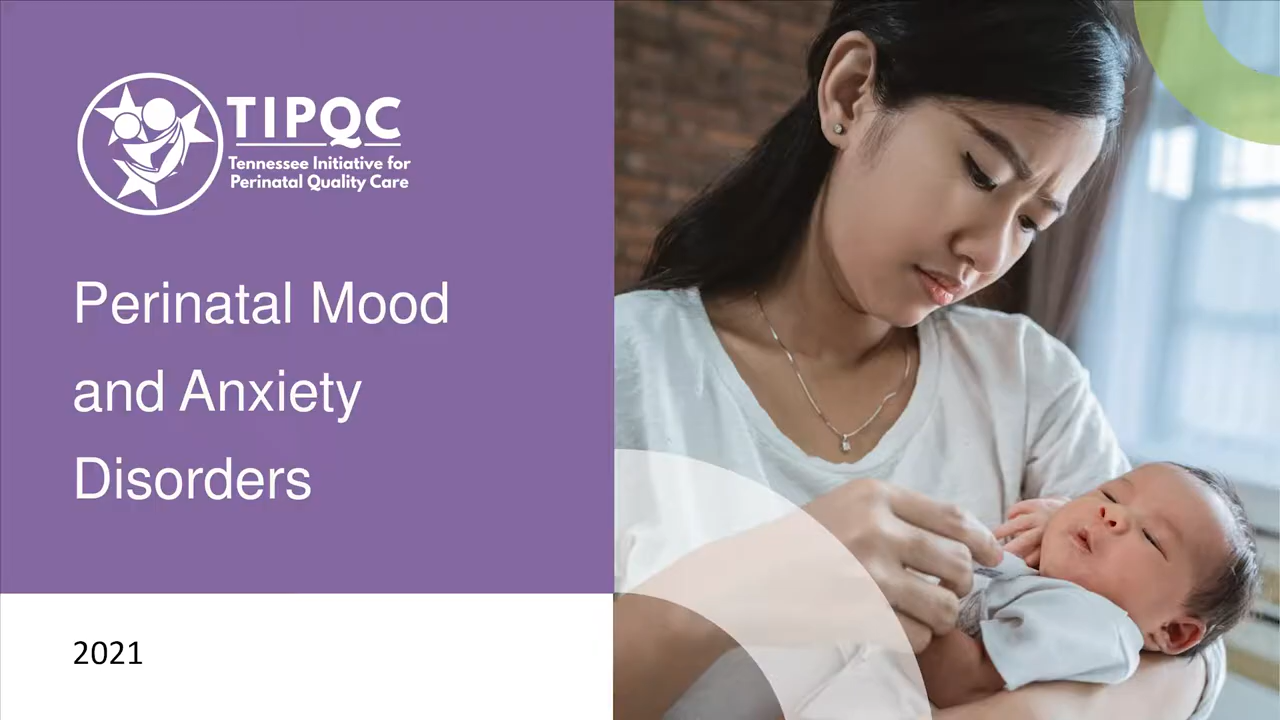 TIPQC
Tennessee Initiative for
Perinatal Quality Care
Perinatal Mood
and Anxiety
Disorders
2021